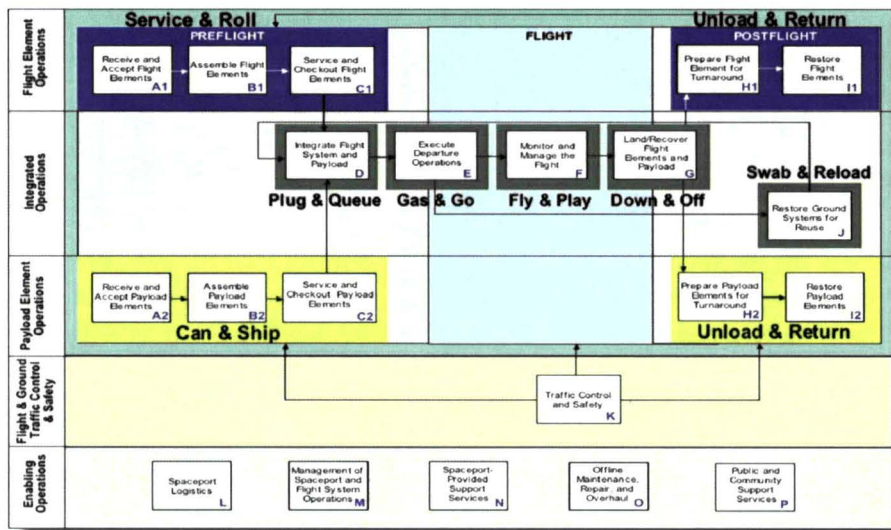 Service & Roll
Unload & Return
PREFLIGHT
FLIGHT
POSTFLIGHT
Flight Element
Operations
Receive and
Accept Flight
Elements
A1
Assemble Flight
Elements
B1
Service and
Checkout Flight
Elements
C1
Prepare Flight
Element for
Turnaround
H1
Restore
Flight
Elements
I1
Integrated
Operations
Integrate Flight
System and
Payload
D
Execute
Departure
Operations
E
Monitor and
Manage the
Flight
F
Land/Recover
Flight
Elements and
Payload
G
Swab & Reload
Plug & Queue
Gas & Go
Fly & Play
Down & Off
Restore Ground
Systems for
Reuse
J
Payload Element
Operations
Receive and
Accept Payload
Elements
A2
Assemble
Payload
Elements
B2
Service and
Checkout Payload
Elements
C2
Prepare Payload
Elements for
Turnaround
H2
Restore
Payload
Elements
I2
Can & Ship
Unload & Return
Flight & Ground
Traffic Control
& Safety
Traffic Control
and Safety
K
Enabling
Operations
Spaceport
Logistics
L
Management of
Spaceport and
Flight System
Operations
M
Spaceport-
Provided
Support
Services
N
Offline
Maintenance,
Repair, and
Overhaul
O
Public and
Community
Support
Services
P